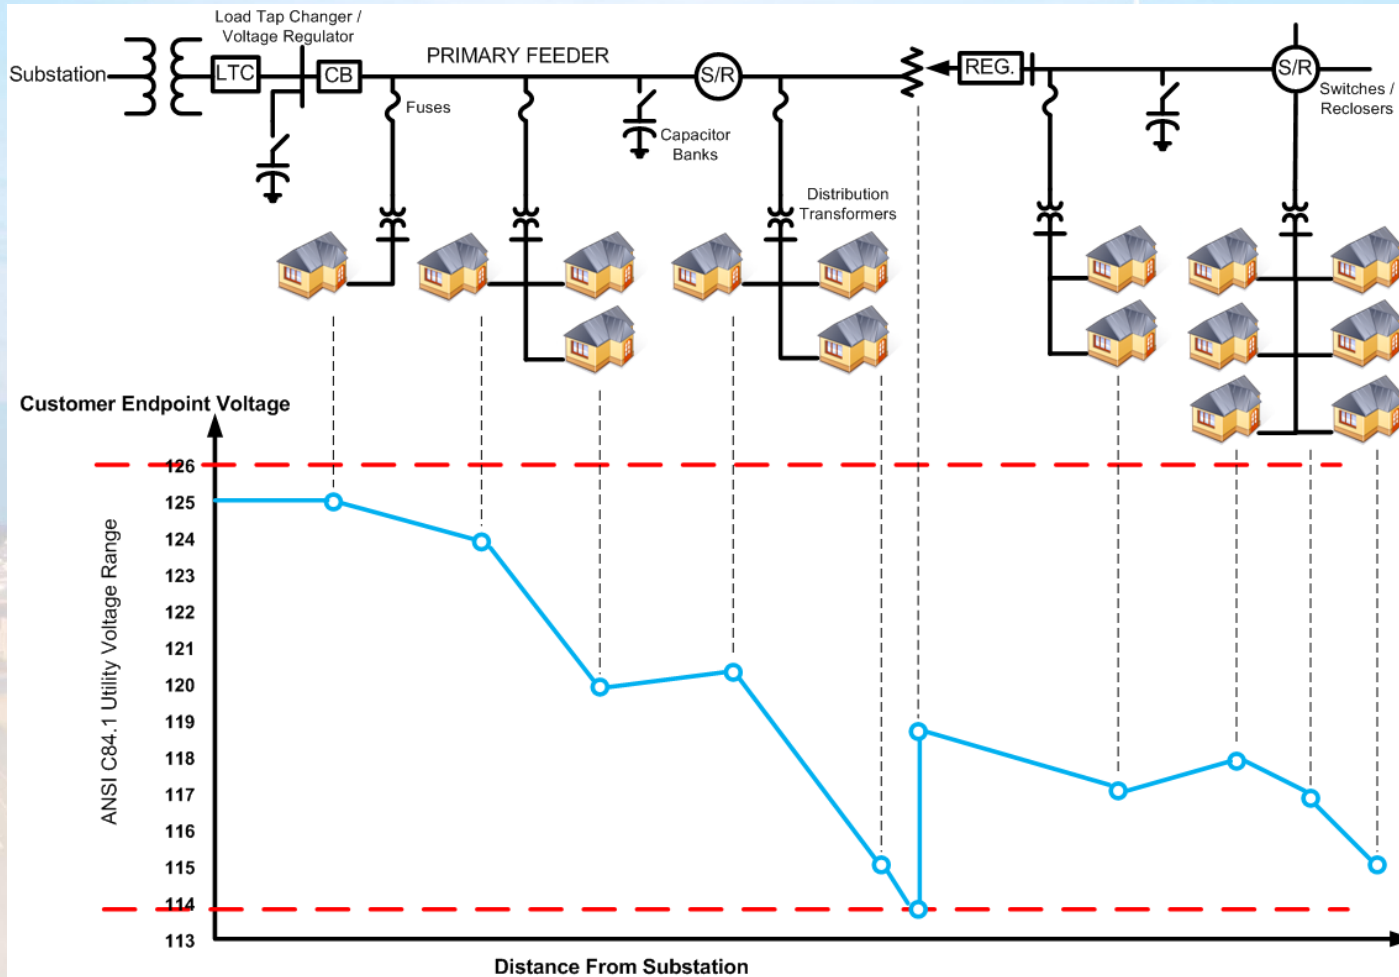 Load Tap Changer /
Voltage Regulator
PRIMARY FEEDER
Substation
LTC
CB
S/R
REG.
S/R
Switches /
Reclosers
Fuses
Capacitor
Banks
Distribution
Transformers
Customer Endpoint Voltage
ANSI C84.1 Utility Voltage Range
126
125
124
123
122
121
120
119
118
117
116
115
114
113
Distance From Substation